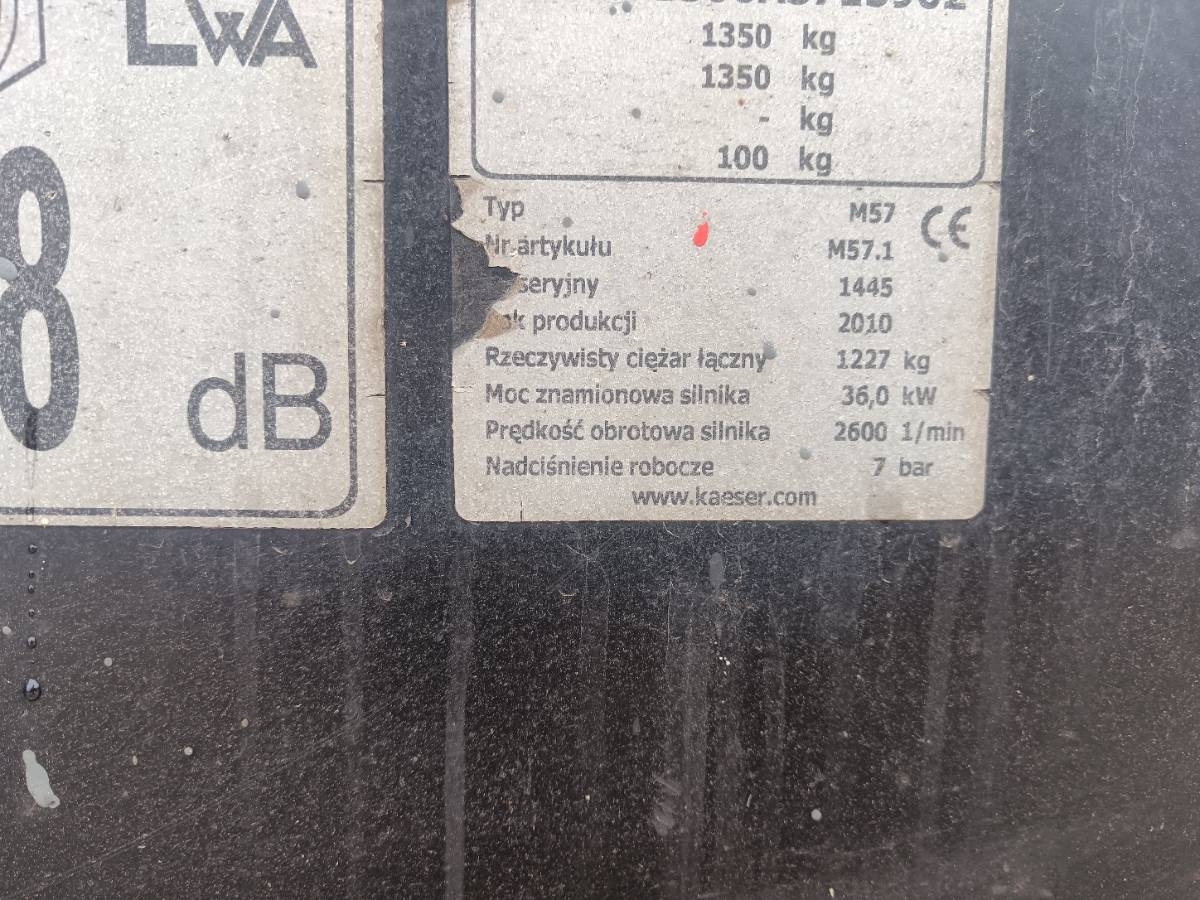 LWA
8
dB
1350 kg
1350 kg
- kg
100 kg
Typ M57 CE
Nr artykułu M57.1
seryjny 1445
produkcji 2010
Rzeczywisty ciężar łączny 1227 kg
Moc znamionowa silnika 36,0 kW
Prędkość obrotowa silnika 2600 1/min
Nadciśnienie robocze 7 bar
www.kaeser.com